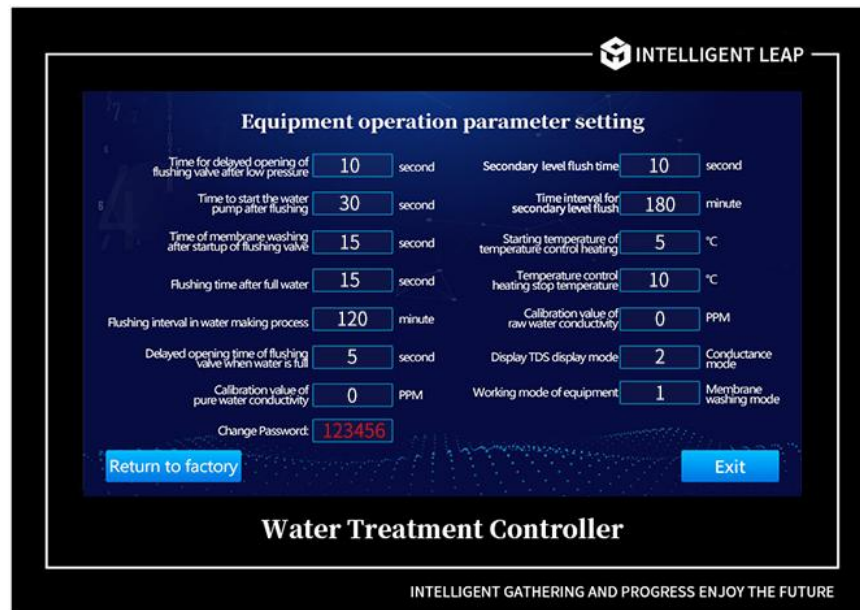 INTELLIGENT LEAP
Equipment operation parameter setting
Time for delayed opening of
flushing valve after low pressure
10
second
Time to start the water
pump after flushing
30
second
Time of membrane washing
after startup of flushing valve
15
second
Flushing time after full water
15
second
Flushing interval in water making process
120
minute
Delayed opening time of flushing
valve when water is full
5
second
Calibration value of
pure water conductivity
0
PPM
Change Password:
123456
Secondary level flush time
10
second
Time interval for
secondary level flush
180
minute
Starting temperature of
temperature control heating
5
°C
Temperature control
heating stop temperature
10
°C
Calibration value of
raw water conductivity
0
PPM
Display TDS display mode
2
Conductance
mode
Working mode of equipment
1
Membrane
washing mode
Return to factory
Exit
Water Treatment Controller
INTELLIGENT GATHERING AND PROGRESS ENJOY THE FUTURE